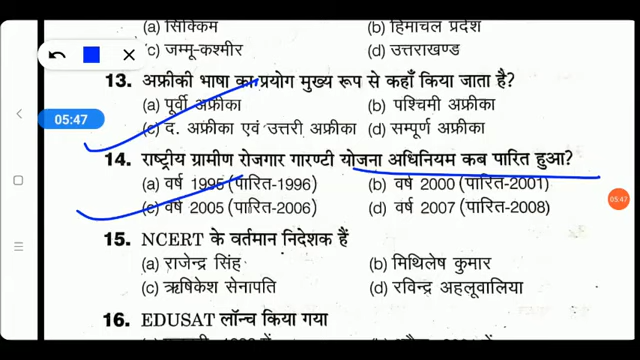 (a) सिक्किम (b) हिमाचल प्रदेश
(c) जम्मू-कश्मीर (d) उत्तराखण्ड
13. अफ्रीकी भाषा का प्रयोग मुख्य रूप से कहाँ किया जाता है?
(a) पूर्वी अफ्रीका (b) पश्चिमी अफ्रीका
05:47
(c) द. अफ्रीका एवं उत्तरी अफ्रीका (d) सम्पूर्ण अफ्रीका
14. राष्ट्रीय ग्रामीण रोजगार गारण्टी योजना अधिनियम कब पारित हुआ?
(a) वर्ष 1995 (पारित-1996) (b) वर्ष 2000 (पारित-2001)
05:47
(c) वर्ष 2005 (पारित-2006) (d) वर्ष 2007 (पारित-2008)
15. NCERT के वर्तमान निदेशक हैं
(a) राजेन्द्र सिंह (b) मिथिलेष कुमार
(c) ऋषिकेश सेनापति (d) रविन्द्र अहलूवालिया
16. EDUSAT लॉन्च किया गया